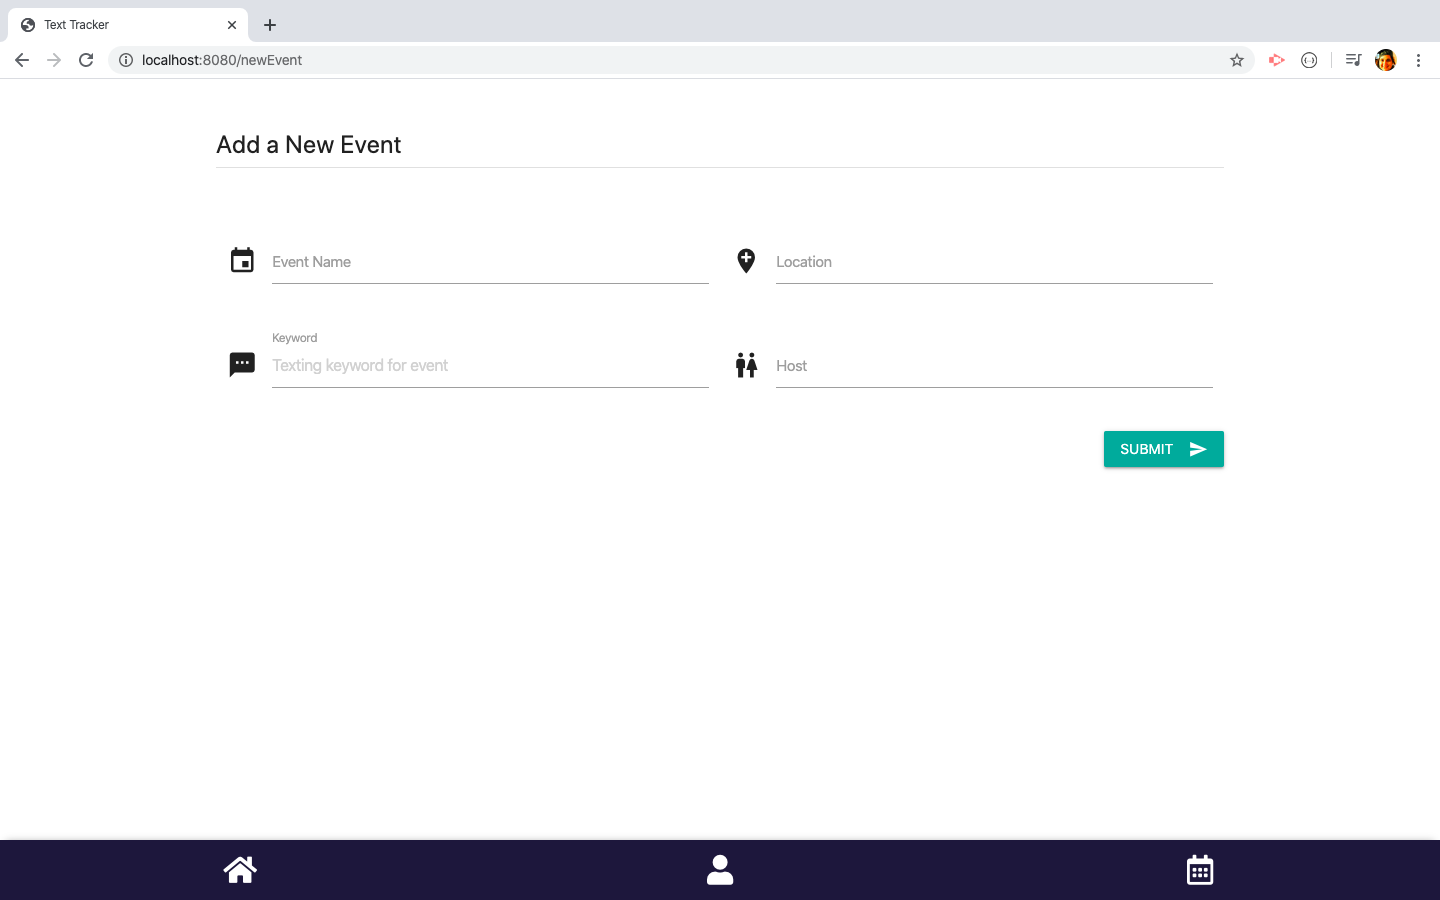 Text Tracker
localhost:8080/newEvent
Add a New Event
Event Name
Location
Keyword
Texting keyword for event
Host
SUBMIT